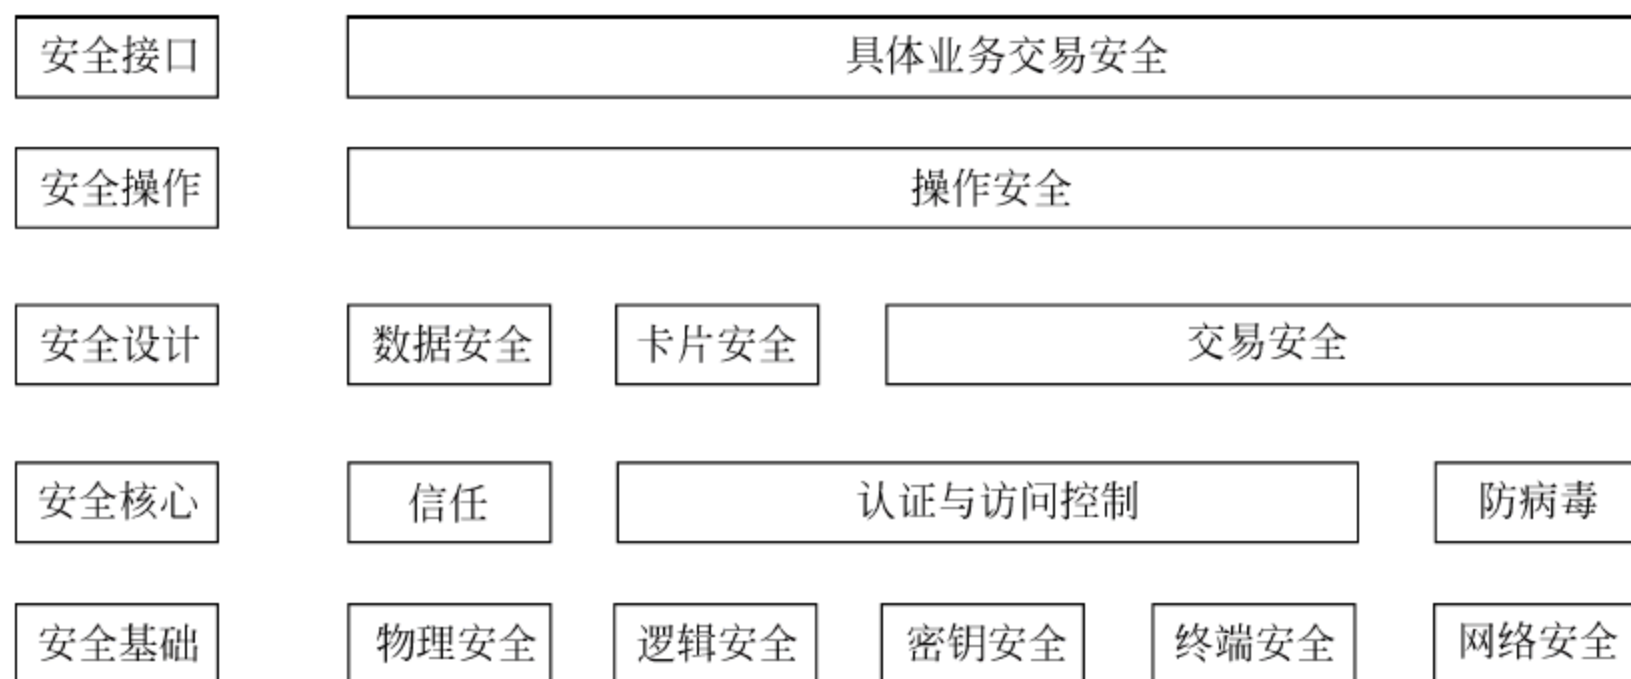 安全接口 具体业务交易安全
安全操作 操作安全
安全设计 数据安全 卡片安全 交易安全
安全核心 信任 认证与访问控制 防病毒
安全基础 物理安全 逻辑安全 密钥安全 终端安全 网络安全